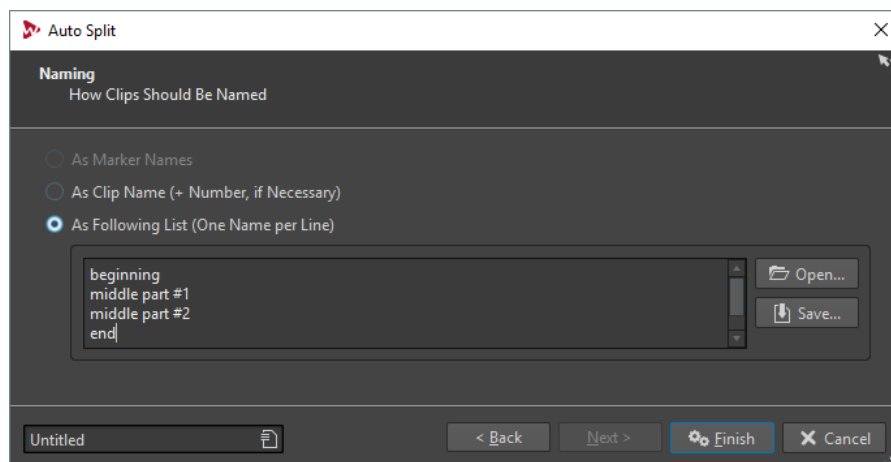 Auto Split
Naming
How Clips Should Be Named
As Marker Names
As Clip Name (+ Number, if Necessary)
As Following List (One Name per Line)
beginning
middle part #1
middle part #2
end
Open...
Save...
Untitled
< Back
Next >
Finish
Cancel